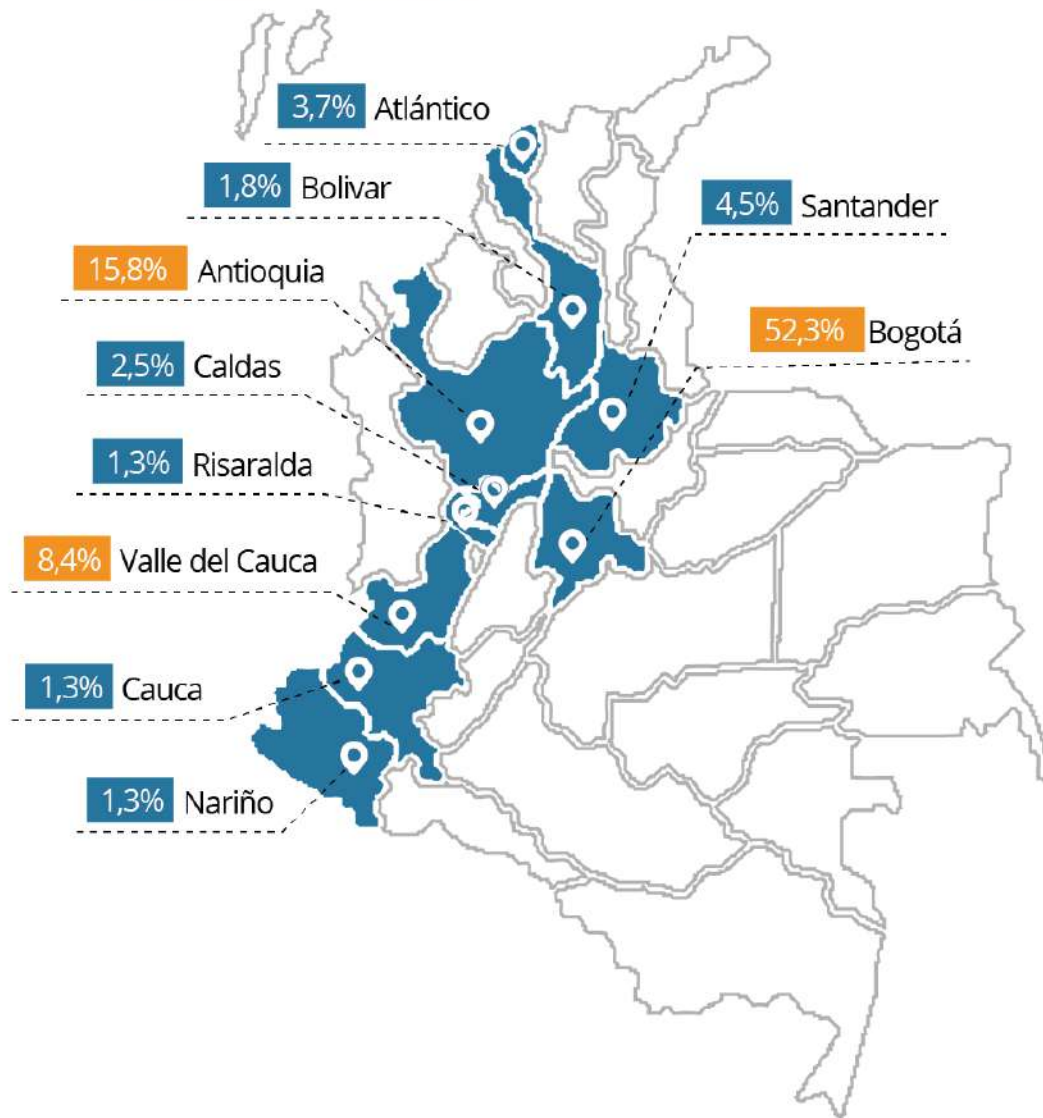 3,7% Atlántico
1,8% Bolivar
4,5% Santander
15,8% Antioquia
52,3% Bogotá
2,5% Caldas
1,3% Risaralda
8,4% Valle del Cauca
1,3% Cauca
1,3% Nariño